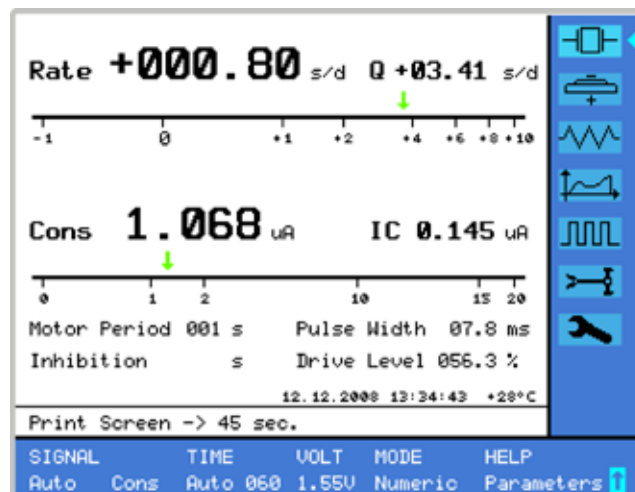 Rate +000.80 s/d Q +03.41 s/d
-1 0 +1 +2 +4 +6 +8 +10
Cons 1.068 uA IC 0.145 uA
0 1 2 10 15 20
Motor Period 001 s Pulse Width 07.8 ms
Inhibition s Drive Level 056.3 %
12.12.2008 13:34:43 +28°C
Print Screen -> 45 sec.
SIGNAL TIME VOLT MODE HELP
Auto Cons Auto 060 1.55V Numeric Parameters